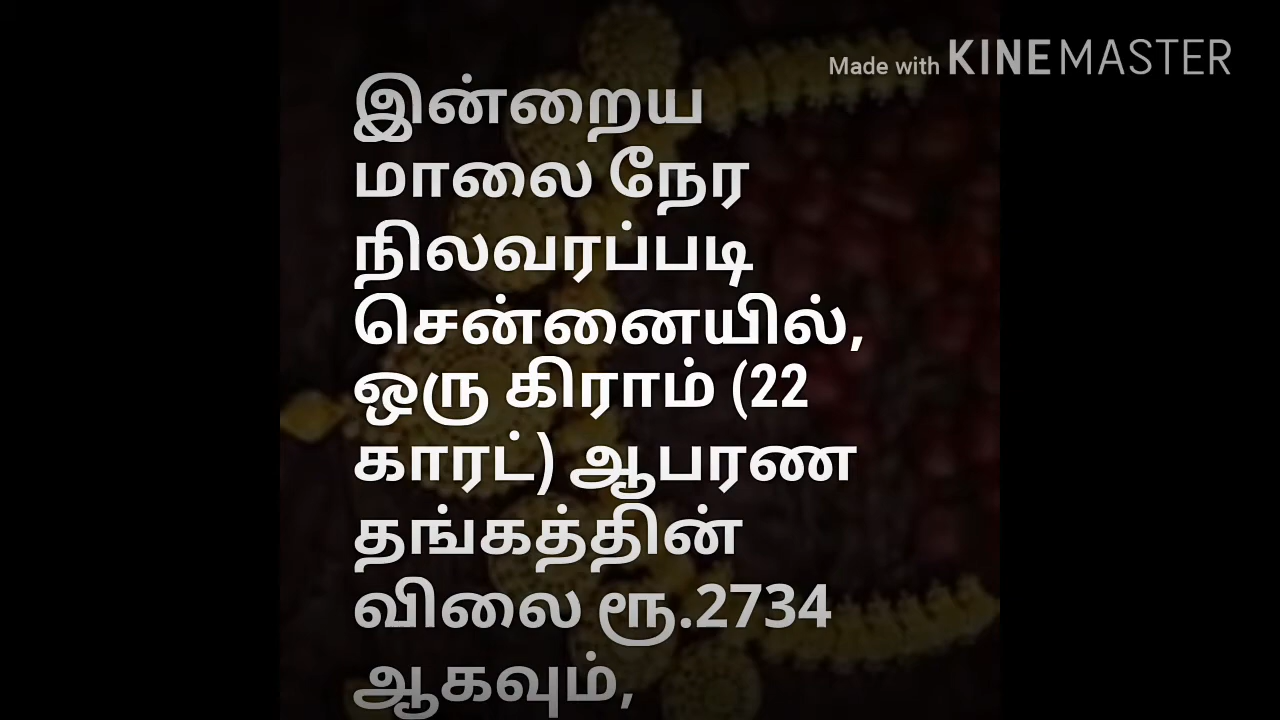 Made with KINEMASTER
இன்றைய
மாலை நேர
நிலவரப்படி
சென்னையில்,
ஒரு கிராம் (22
காரட்) ஆபரண
தங்கத்தின்
விலை ரூ.2734
ஆகவும்,